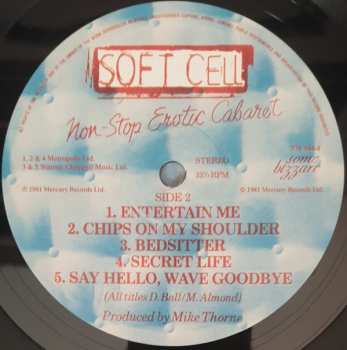 SOFT CELL
Non-Stop Erotic Cabaret
1, 2 & 4 Metropolis Ltd.
3 & 5 Warner Chappell Music Ltd.
STEREO
33⅓ RPM
some
bizzare
℗ 1981 Mercury Records Ltd.
© 1981 Mercury Records Ltd.
SIDE 2
1. ENTERTAIN ME
2. CHIPS ON MY SHOULDER
3. BEDSITTER
4. SECRET LIFE
5. SAY HELLO, WAVE GOODBYE
(All titles D. Ball/M. Almond)
Produced by Mike Thorne